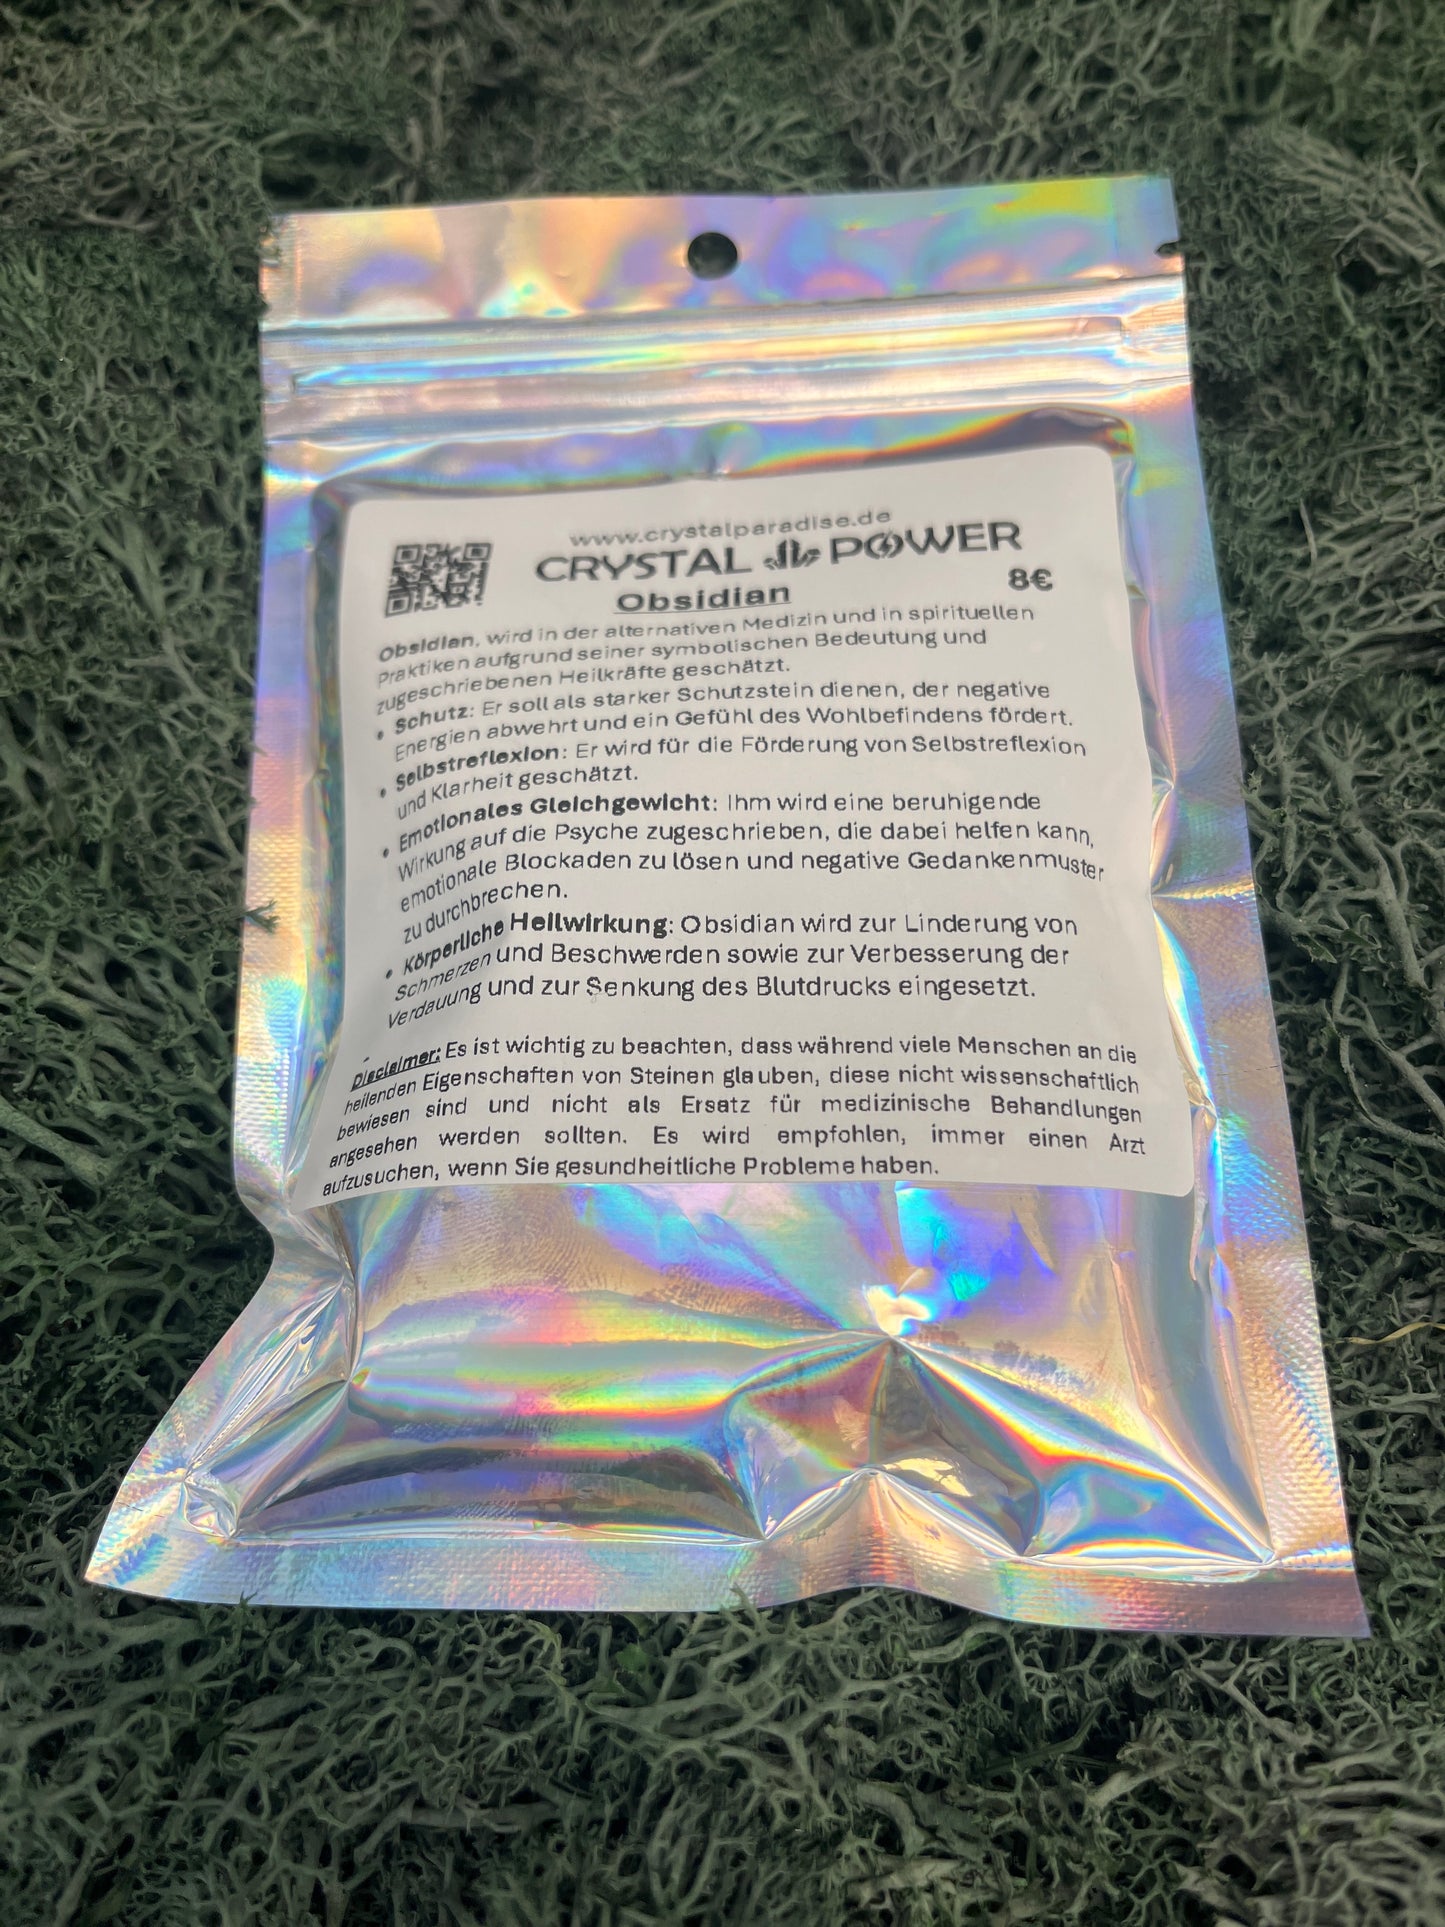 www.crystalparadise.de
CRYSTAL POWER
8€
Obsidian
Obsidian, wird in der alternativen Medizin und in spirituellen
Praktiken aufgrund seiner symbolischen Bedeutung und
zugeschriebenen Heilkräfte geschätzt.
• Schutz: Er soll als starker Schutzstein dienen, der negative
Energien abwehrt und ein Gefühl des Wohlbefindens fördert.
• Selbstreflexion: Er wird für die Förderung von Selbstreflexion
und Klarheit geschätzt.
• Emotionales Gleichgewicht: Ihm wird eine beruhigende
Wirkung auf die Psyche zugeschrieben, die dabei helfen kann,
emotionale Blockaden zu lösen und negative Gedankenmuster
zu durchbrechen.
• Körperliche Heilwirkung: Obsidian wird zur Linderung von
Schmerzen und Beschwerden sowie zur Verbesserung der
Verdauung und zur Senkung des Blutdrucks eingesetzt.
Disclaimer: Es ist wichtig zu beachten, dass während viele Menschen an die
heilenden Eigenschaften von Steinen glauben, diese nicht wissenschaftlich
bewiesen sind und nicht als Ersatz für medizinische Behandlungen
angesehen werden sollten. Es wird empfohlen, immer einen Arzt
aufzusuchen, wenn Sie gesundheitliche Probleme haben.